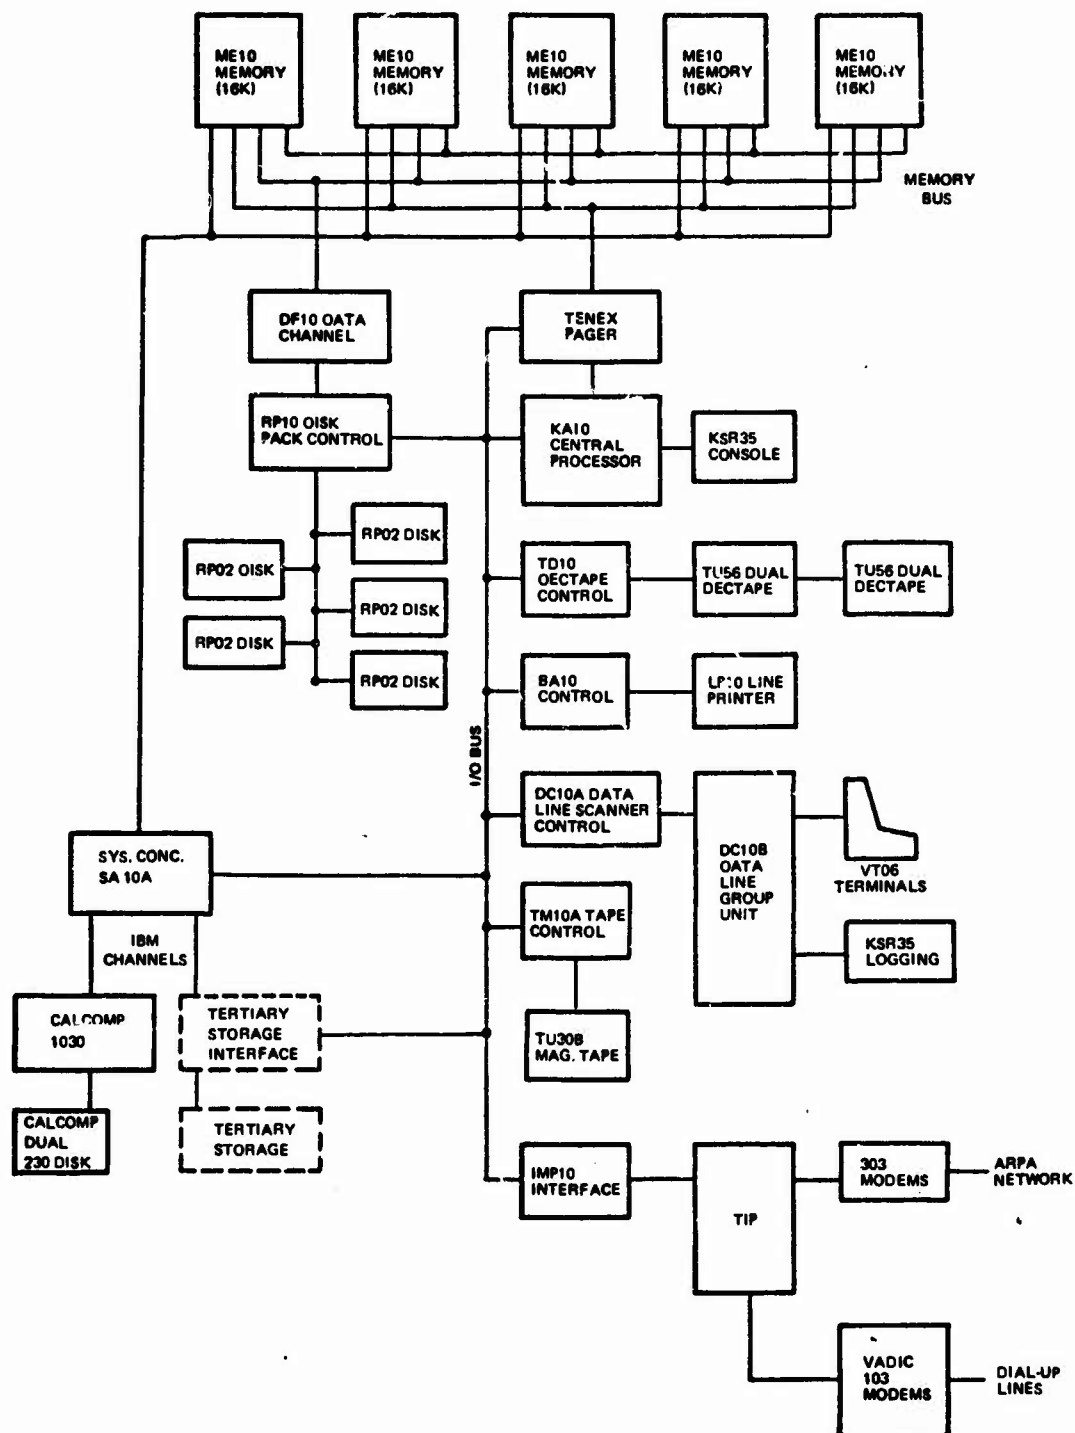 ME10
MEMORY
(16K)
ME10
MEMORY
(16K)
ME10
MEMORY
(16K)
ME10
MEMORY
(16K)
ME10
MEMORY
(16K)
MEMORY
BUS
DF10 OATA
CHANNEL
TENEX
PAGER
RP10 OISK
PACK CONTROL
KA10
CENTRAL
PROCESSOR
KSR35
CONSOLE
RP02 DISK
RP02 OISK
RP02 DISK
RP02 DISK
RP02 DISK
TD10
OECTAPE
CONTROL
TU56 DUAL
DECTAPE
TU56 DUAL
DECTAPE
BA10
CONTROL
LP10 LINE
PRINTER
I/O BUS
DC10A DATA
LINE SCANNER
CONTROL
DC10B
OATA
LINE
GROUP
UNIT
VT06
TERMINALS
SYS. CONC.
SA 10A
TM10A TAPE
CONTROL
KSR35
LOGGING
IBM
CHANNELS
CALCOMP
1030
TERTIARY
STORAGE
INTERFACE
TU30B
MAG. TAPE
CALCOMP
DUAL
230 DISK
TERTIARY
STORAGE
IMP10
INTERFACE
TIP
303
MODEMS
ARPA
NETWORK
VADIC
103
MODEMS
DIAL-UP
LINES